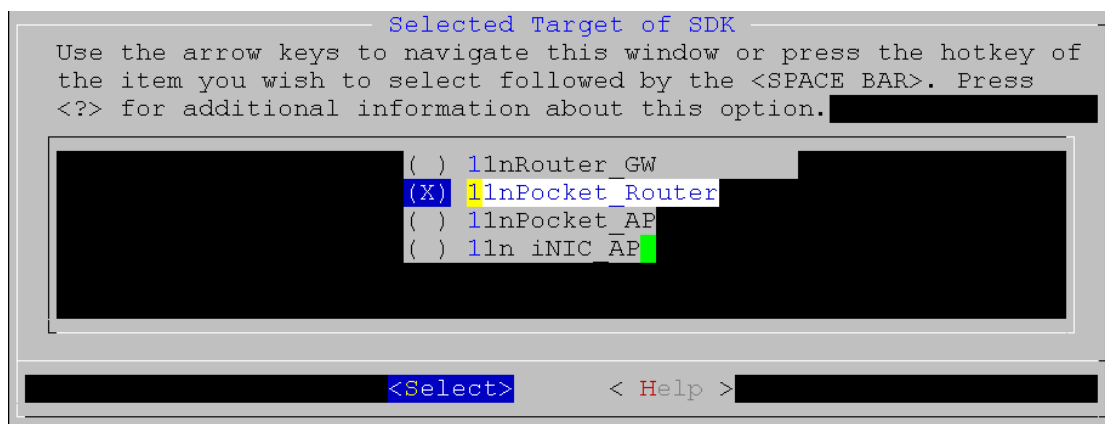 Selected Target of SDK
Use the arrow keys to navigate this window or press the hotkey of
the item you wish to select followed by the <SPACE BAR>. Press
<?> for additional information about this option.
( ) 11nRouter_GW
(X) 11nPocket_Router
( ) 11nPocket_AP
( ) 11n iNIC_AP
<Select> < Help >